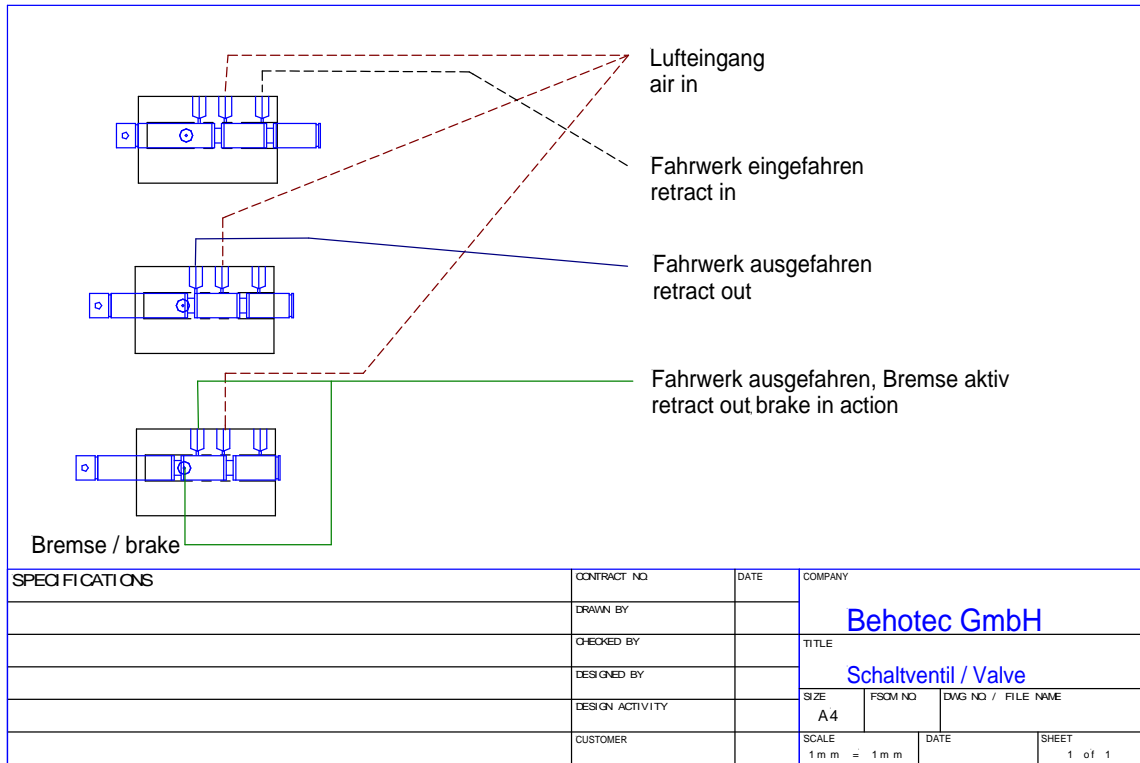 Lufteingang
air in
Fahrwerk eingefahren
retract in
Fahrwerk ausgefahren
retract out
Fahrwerk ausgefahren, Bremse aktiv
retract out, brake in action
Bremse / brake
SPECIFICATIONS
CONTRACT NO.
DATE
COMPANY
Behotec GmbH
DRAWN BY
CHECKED BY
TITLE
Schaltventil / Valve
DESIGNED BY
DESIGN ACTIVITY
SIZE
A4
FSCM NO.
DWG NO. / FILE NAME
CUSTOMER
SCALE
1mm = 1mm
DATE
SHEET
1 of 1